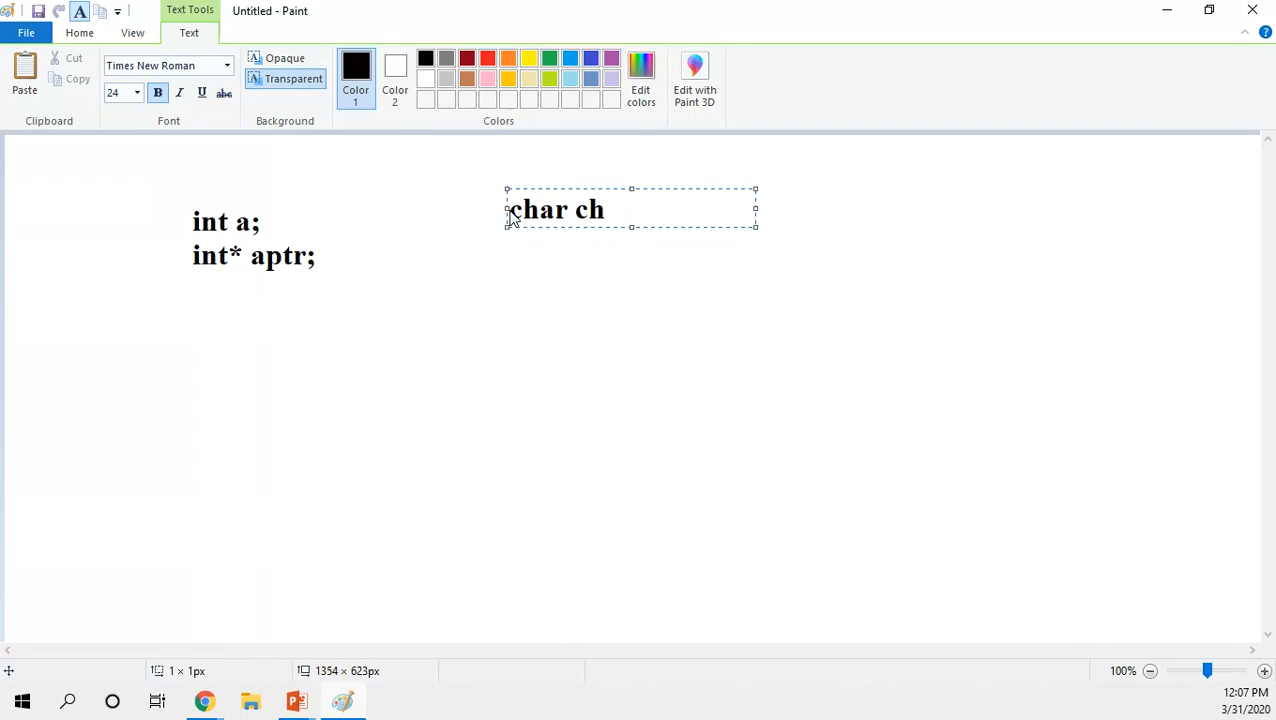 Text Tools
Untitled - Paint
File
Home
View
Text
Paste
Cut
Copy
Clipboard
Times New Roman
24
B
I
U
abc
Font
Opaque
Transparent
Background
Color 1
Color 2
Edit colors
Colors
Edit with Paint 3D
int a;
int* aptr;
char ch
1 × 1px
1354 × 623px
100%
12:07 PM
3/31/2020